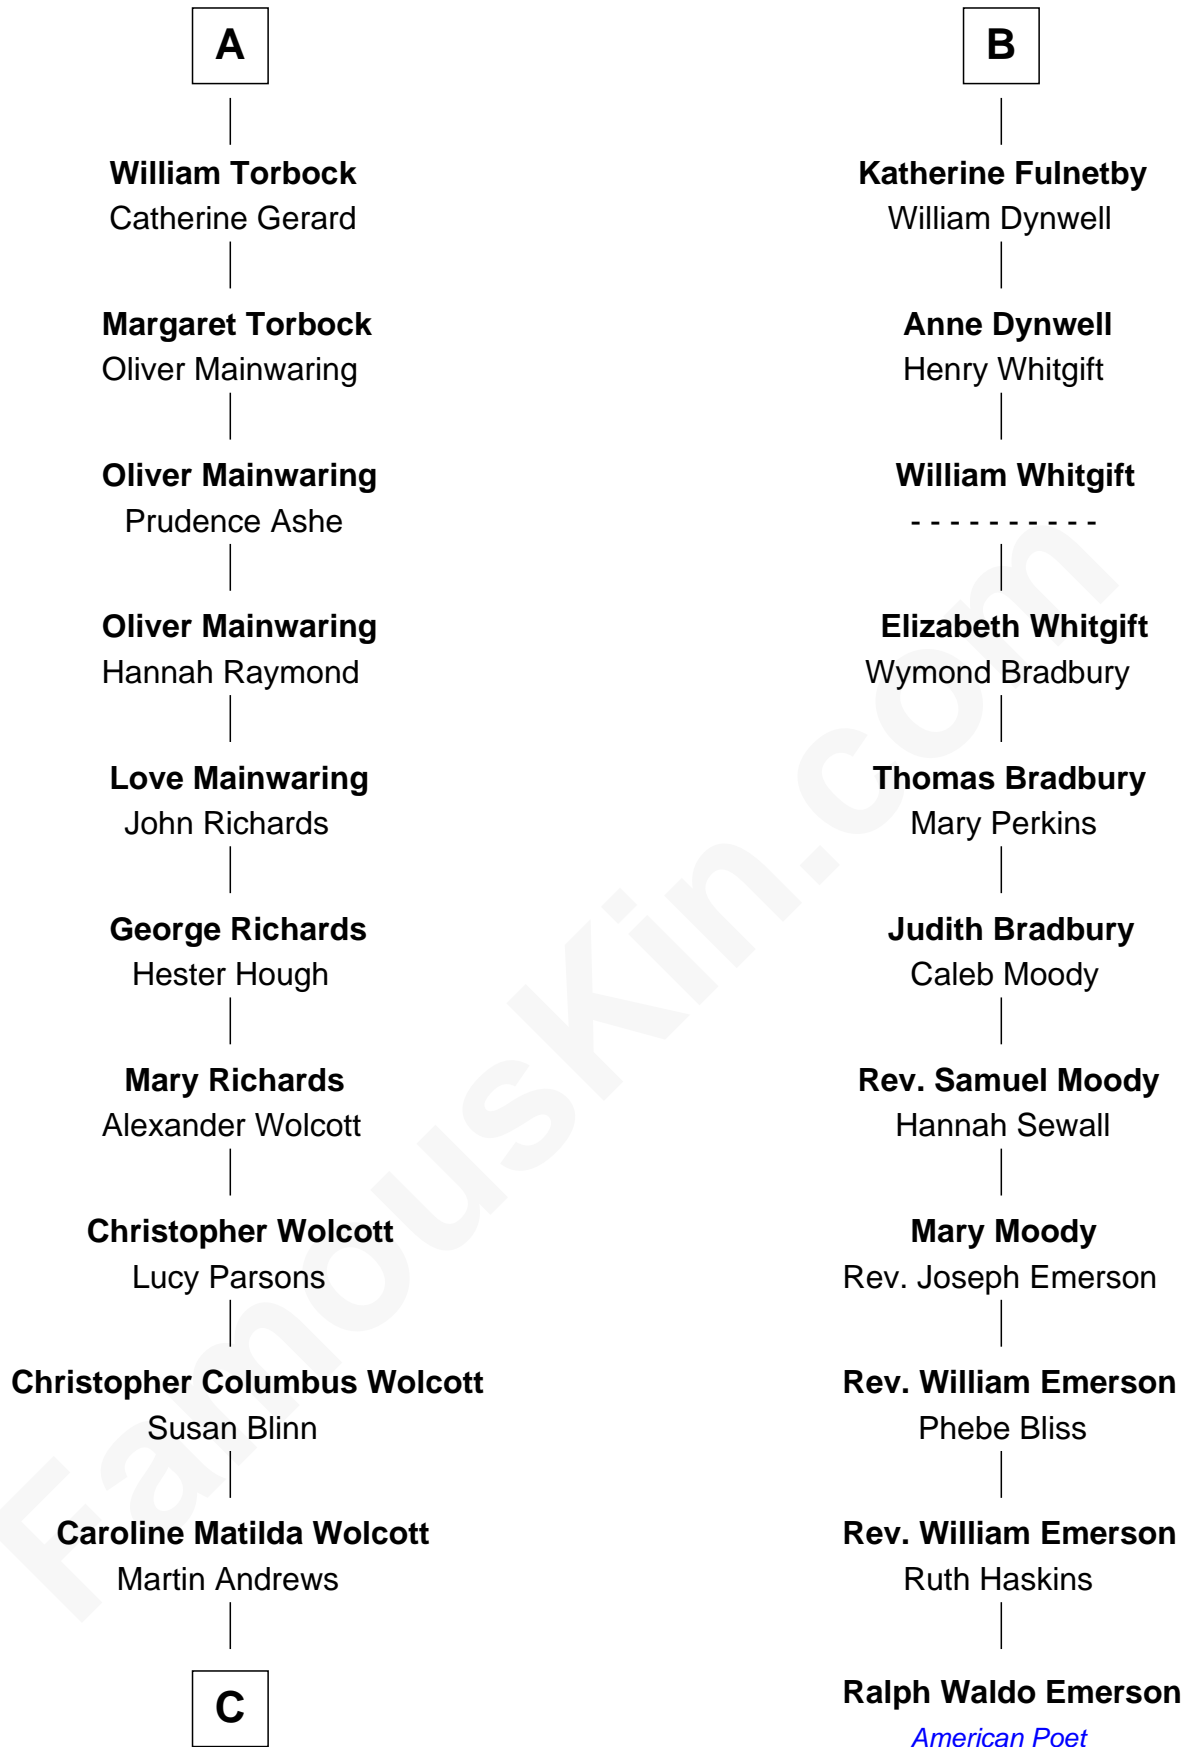 A
William Torbock
Catherine Gerard
Margaret Torbock
Oliver Mainwaring
Oliver Mainwaring
Prudence Ashe
Oliver Mainwaring
Hannah Raymond
Love Mainwaring
John Richards
George Richards
Hester Hough
Mary Richards
Alexander Wolcott
Christopher Wolcott
Lucy Parsons
Christopher Columbus Wolcott
Susan Blinn
Caroline Matilda Wolcott
Martin Andrews
C
B
Katherine Fulnetby
William Dynwell
Anne Dynwell
Henry Whitgift
William Whitgift
- - - - - - - - - -
Elizabeth Whitgift
Wymond Bradbury
Thomas Bradbury
Mary Perkins
Judith Bradbury
Caleb Moody
Rev. Samuel Moody
Hannah Sewall
Mary Moody
Rev. Joseph Emerson
Rev. William Emerson
Phebe Bliss
Rev. William Emerson
Ruth Haskins
Ralph Waldo Emerson
American Poet
FamousKin.com